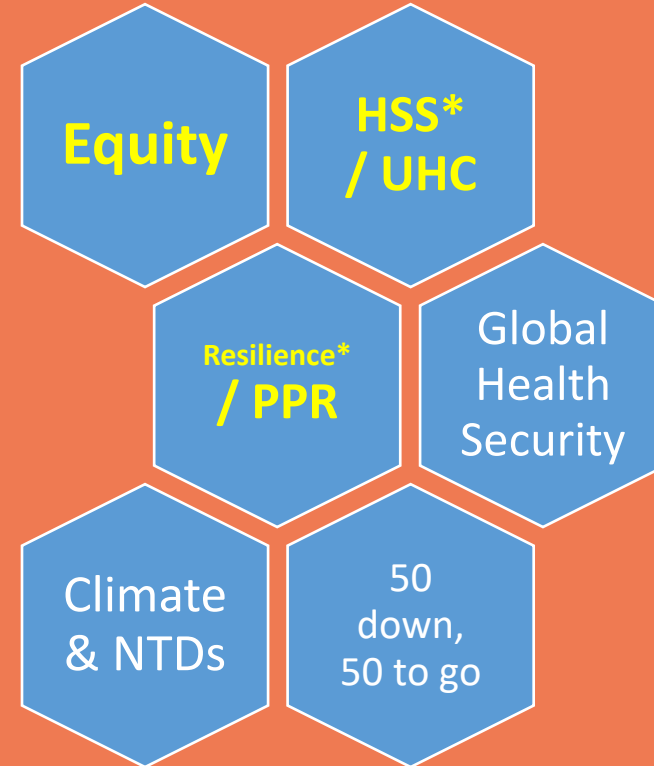 Equity
HSS*
/ UHC
Resilience*
/ PPR
Global
Health
Security
Climate
& NTDs
50
down,
50 to go